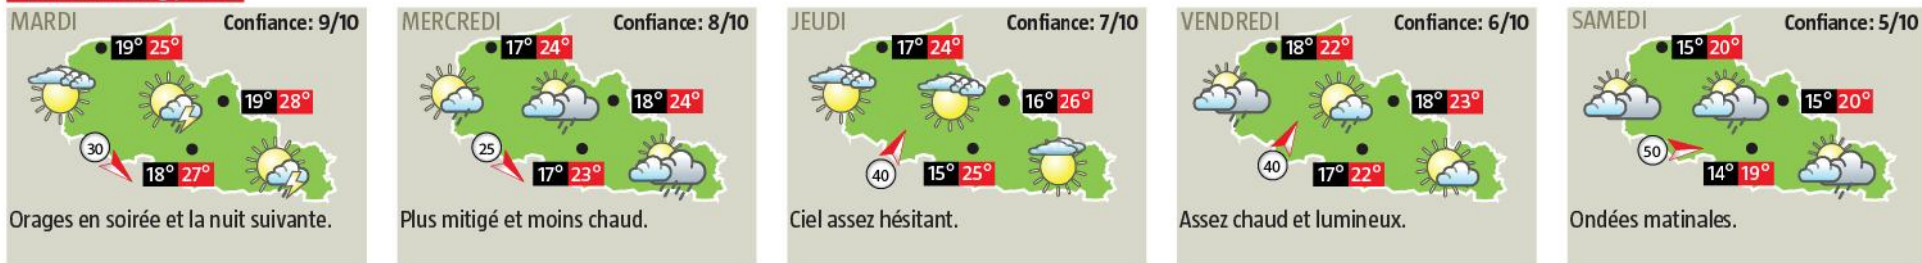 MARDI Confiance: 9/10
19° 25°
19° 28°
30
18° 27°
Orages en soirée et la nuit suivante.
MERCREDI Confiance: 8/10
17° 24°
18° 24°
25
17° 23°
Plus mitigé et moins chaud.
JEUDI Confiance: 7/10
17° 24°
16° 26°
40
15° 25°
Ciel assez hésitant.
VENDREDI Confiance: 6/10
18° 22°
18° 23°
40
17° 22°
Assez chaud et lumineux.
SAMEDI Confiance: 5/10
15° 20°
15° 20°
50
14° 19°
Ondées matinales.